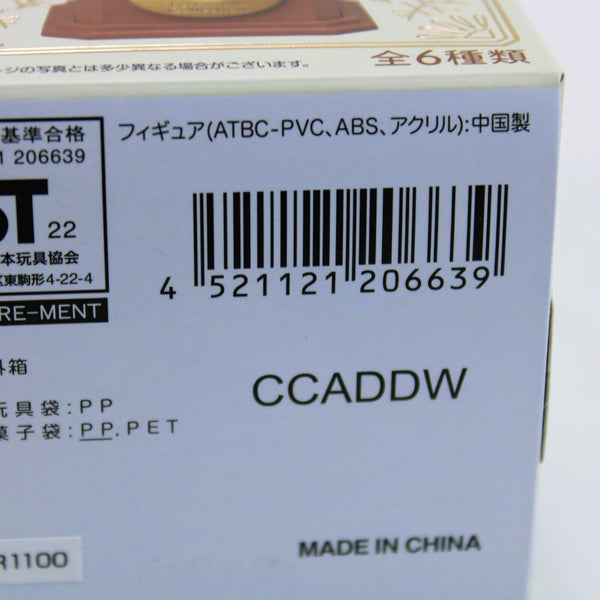 ージの写真とは多少異なる場合がございます。
全6種類
基準合格
1 206639
ST 22
本玩具協会
区東駒形4-22-4
RE-MENT
フィギュア(ATBC-PVC、ABS、アクリル):中国製
4 521121 206639
外箱
玩具袋:PP
菓子袋:PP,PET
CCADDW
R1100
MADE IN CHINA